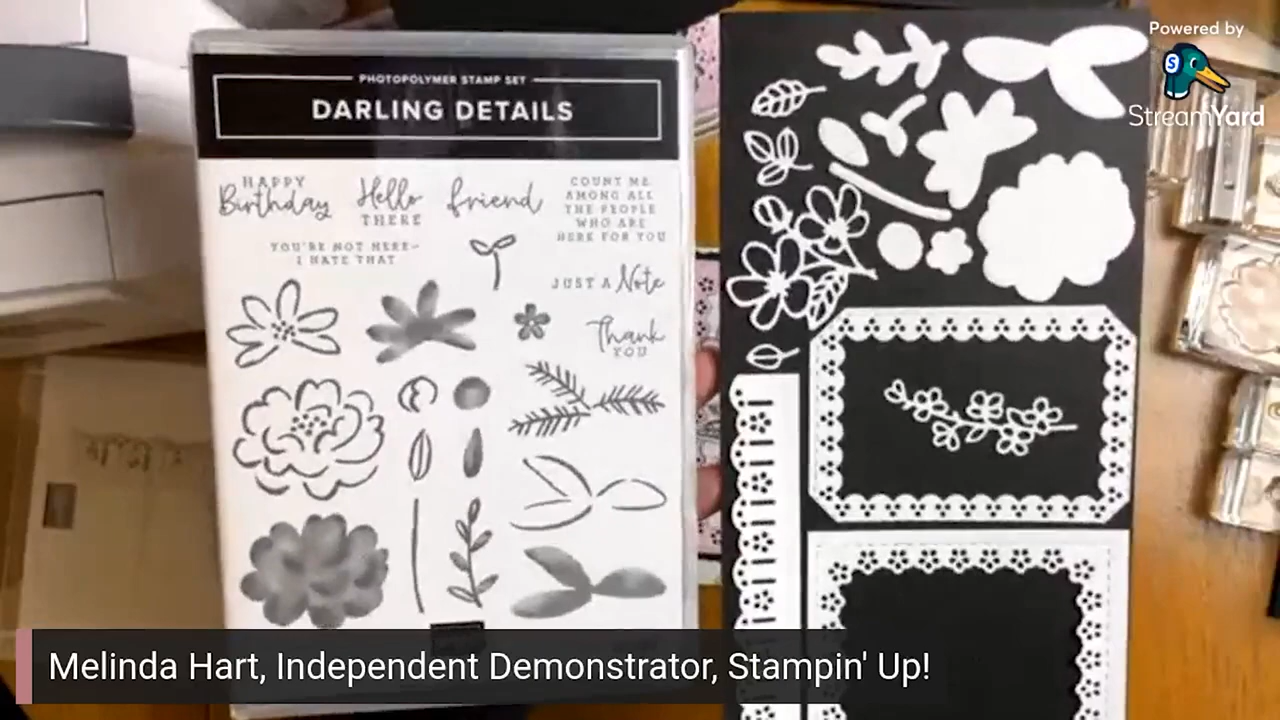 PHOTOPOLYMER STAMP SET
DARLING DETAILS
HAPPY
Birthday
Hello
THERE
friend
COUNT ME
AMONG ALL
THE PEOPLE
WHO ARE
HERE FOR YOU
YOU'RE NOT HERE-
I HATE THAT
JUST A Note
Thank
YOU
Powered by
S
StreamYard
Melinda Hart, Independent Demonstrator, Stampin' Up!